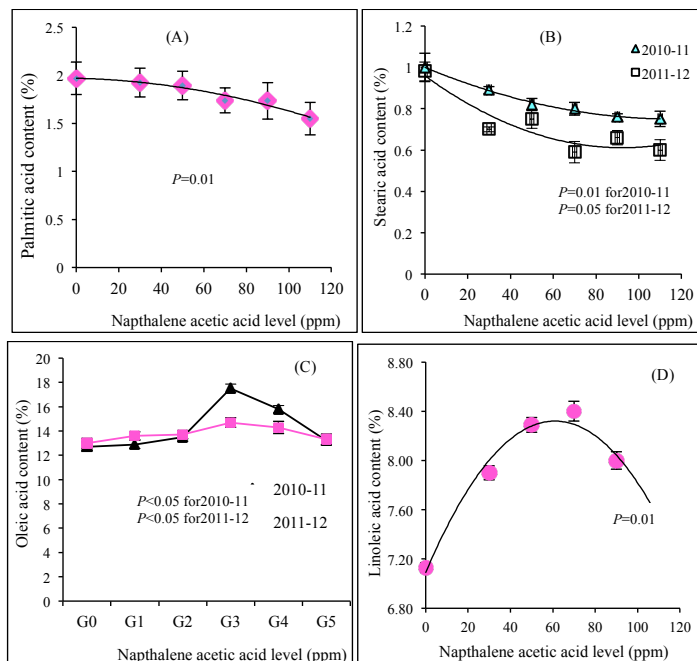 (A)
2.5
2
1.5
1
0.5
0
Palmitic acid content (%)
P=0.01
0 20 40 60 80 100 120
Napthalene acetic acid level (ppm)
(B)
2010-11
2011-12
1.2
1
0.8
0.6
0.4
0.2
0
Stearic acid content (%)
P=0.01 for2010-11
P=0.05 for2011-12
0 20 40 60 80 100 120
Napthalene acetic acid level (ppm)
(C)
20
18
16
14
12
10
8
6
4
2
0
Oleic acid content (%)
2010-11
P<0.05 for2010-11
P<0.05 for2011-12
2011-12
G0 G1 G2 G3 G4 G5
Napthalene acetic acid level (ppm)
(D)
8.80
8.40
8.00
7.60
7.20
6.80
Linoleic acid content (%)
P=0.01
0 20 40 60 80 100 120
Napthalene acetic acid level (ppm)